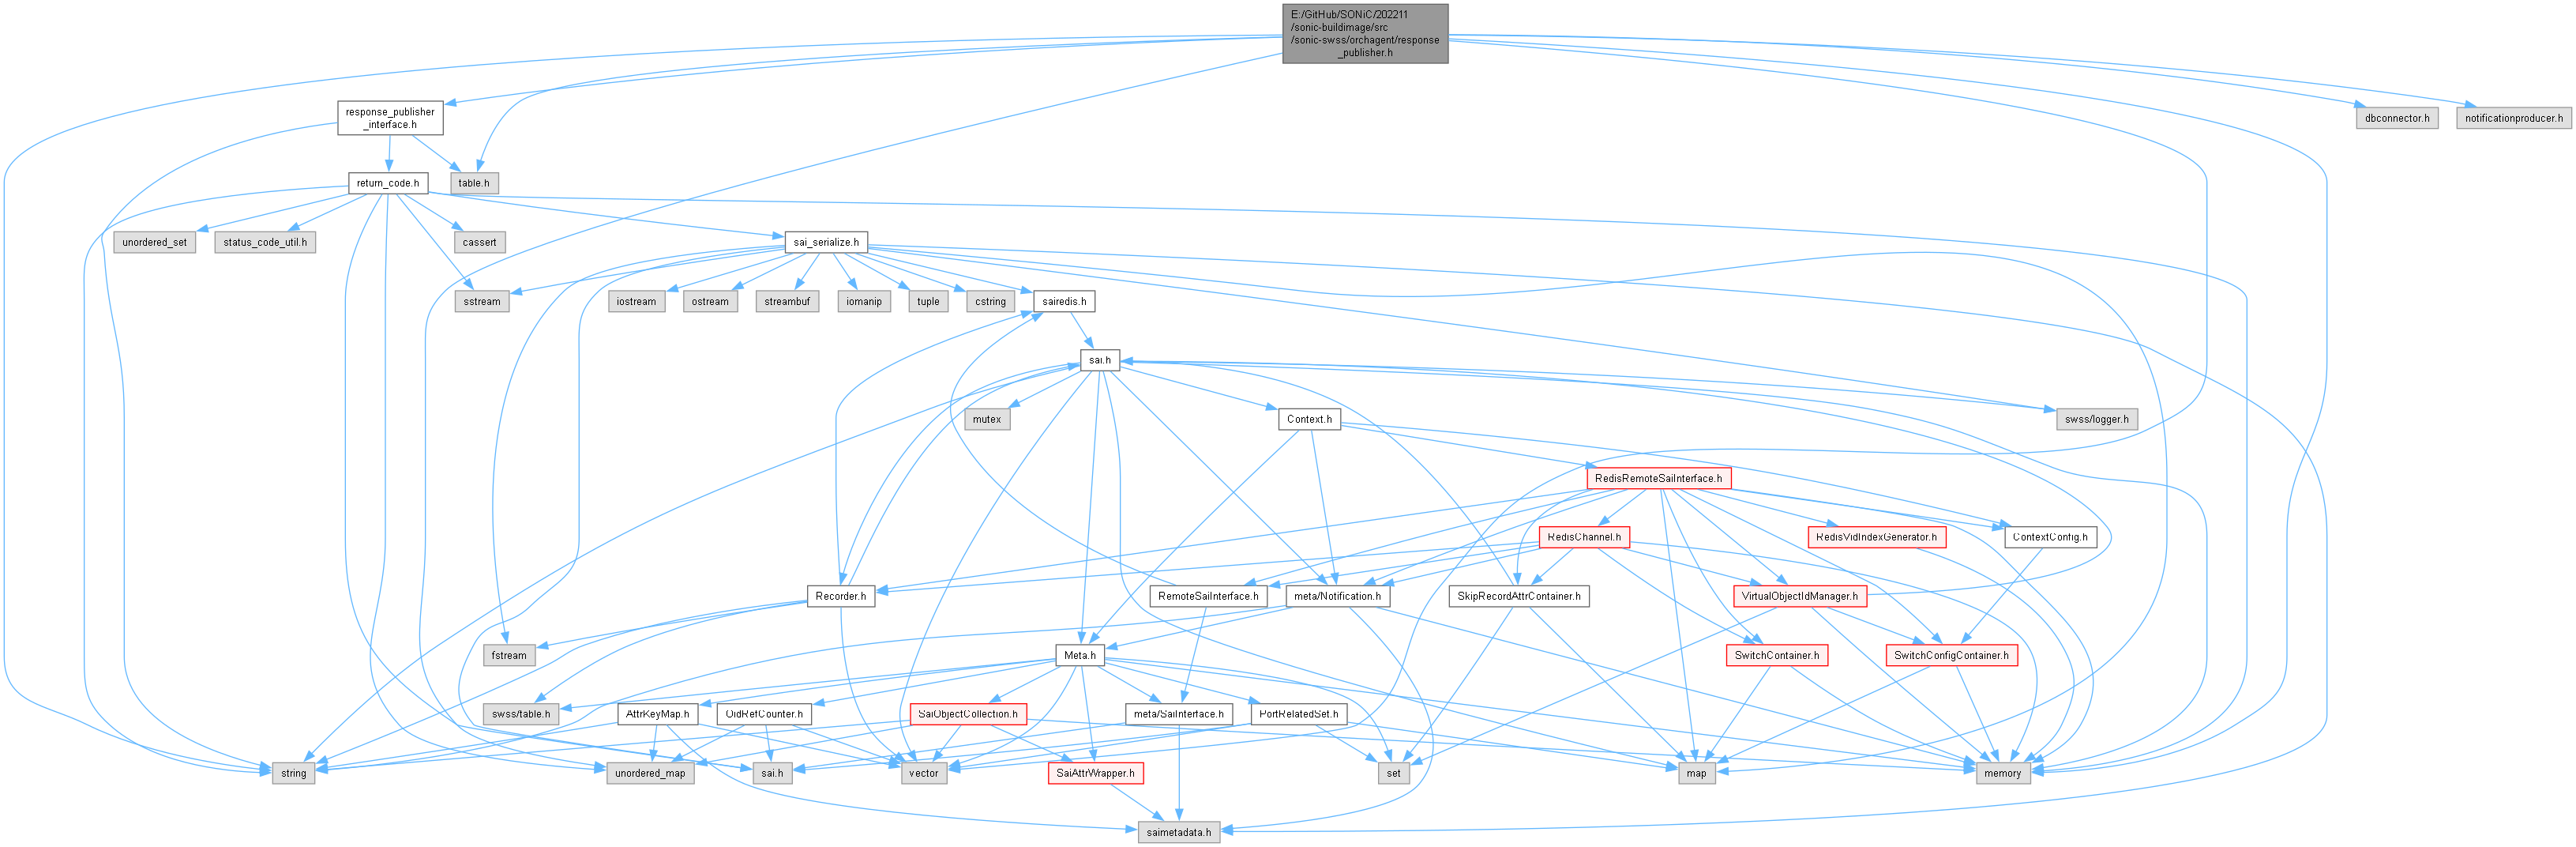 E:/GitHub/SONiC/202211
/sonic-buildimage/src
/sonic-swss/orchagent/response
_publisher.h
response_publisher
_interface.h
dbconnector.h
notificationproducer.h
return_code.h
table.h
unordered_set
status_code_util.h
cassert
sai_serialize.h
sstream
iostream
ostream
streambuf
iomanip
tuple
cstring
sairedis.h
sai.h
mutex
Context.h
swss/logger.h
RedisRemoteSaiInterface.h
RedisChannel.h
RedisVidIndexGenerator.h
ContextConfig.h
Recorder.h
RemoteSaiInterface.h
meta/Notification.h
SkipRecordAttrContainer.h
VirtualObjectIdManager.h
fstream
Meta.h
SwitchContainer.h
SwitchConfigContainer.h
swss/table.h
AttrKeyMap.h
OidRefCounter.h
SaiObjectCollection.h
meta/SaiInterface.h
PortRelatedSet.h
string
unordered_map
sai.h
vector
SaiAttrWrapper.h
set
map
memory
saimetadata.h